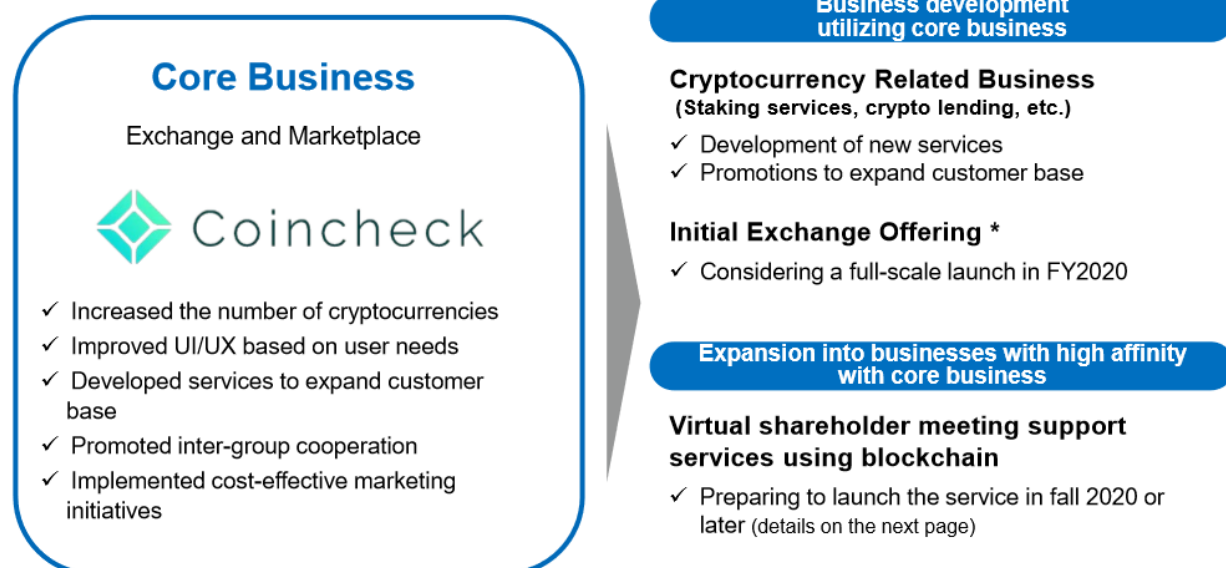 Core Business
Exchange and Marketplace
Coincheck
✓ Increased the number of cryptocurrencies
✓ Improved UI/UX based on user needs
✓ Developed services to expand customer
base
✓ Promoted inter-group cooperation
✓ Implemented cost-effective marketing
initiatives
Business development
utilizing core business
Cryptocurrency Related Business
(Staking services, crypto lending, etc.)
✓ Development of new services
✓ Promotions to expand customer base
Initial Exchange Offering *
✓ Considering a full-scale launch in FY2020
Expansion into businesses with high affinity
with core business
Virtual shareholder meeting support
services using blockchain
✓ Preparing to launch the service in fall 2020 or
later (details on the next page)